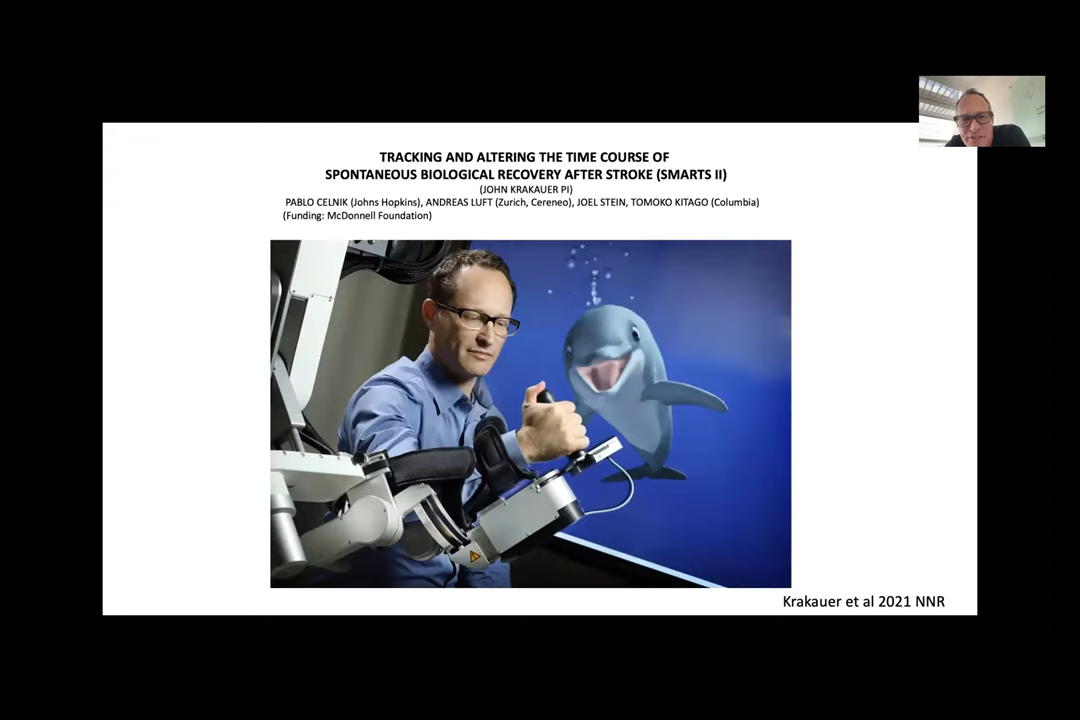 TRACKING AND ALTERING THE TIME COURSE OF
SPONTANEOUS BIOLOGICAL RECOVERY AFTER STROKE (SMARTS II)
(JOHN KRAKAUER PI)
PABLO CELNIK (Johns Hopkins), ANDREAS LUFT (Zurich, Cereneo), JOEL STEIN, TOMOKO KITAGO (Columbia)
(Funding: McDonnell Foundation)
Krakauer et al 2021 NNR